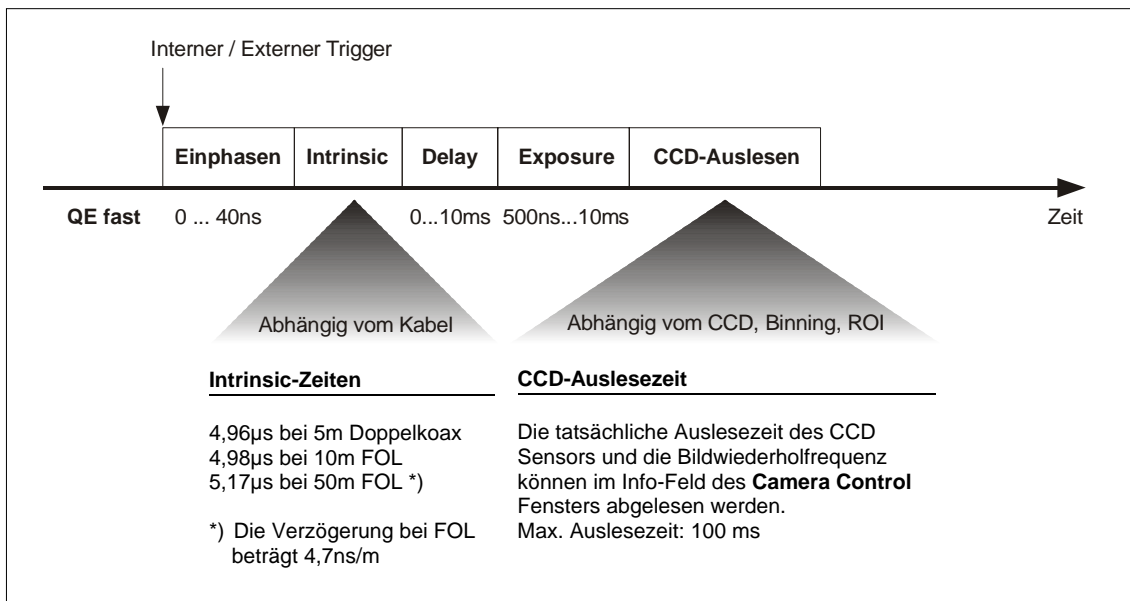 Interner / Externer Trigger
Einphasen Intrinsic Delay Exposure CCD-Auslesen
QE fast 0 ... 40ns 0...10ms 500ns...10ms Zeit
Abhängig vom Kabel
Abhängig vom CCD, Binning, ROI
Intrinsic-Zeiten
4,96µs bei 5m Doppelkoax
4,98µs bei 10m FOL
5,17µs bei 50m FOL *)
*) Die Verzögerung bei FOL
beträgt 4,7ns/m
CCD-Auslesezeit
Die tatsächliche Auslesezeit des CCD
Sensors und die Bildwiederholfrequenz
können im Info-Feld des Camera Control
Fensters abgelesen werden.
Max. Auslesezeit: 100 ms